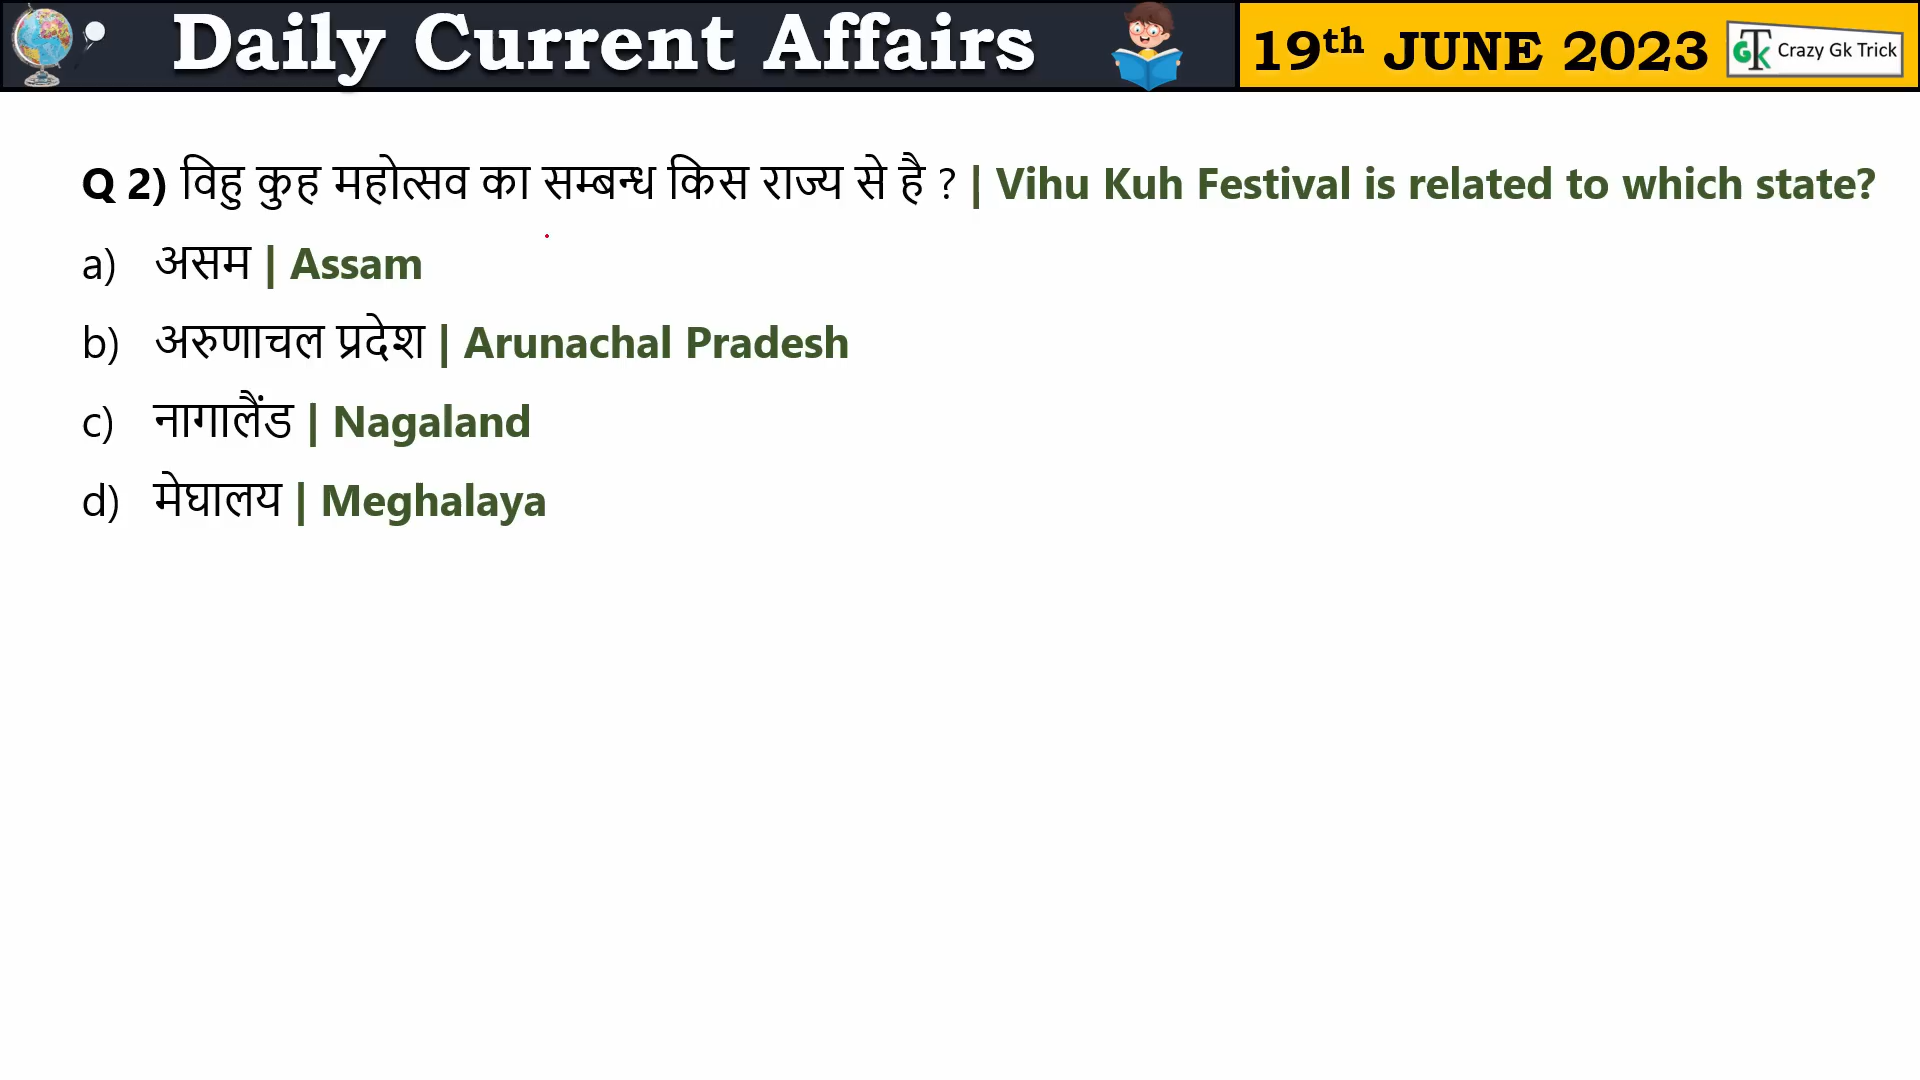 Daily Current Affairs
19th JUNE 2023
GTK Crazy Gk Trick
Q 2) विहु कुह महोत्सव का सम्बन्ध किस राज्य से है ? | Vihu Kuh Festival is related to which state?
a) असम | Assam
b) अरुणाचल प्रदेश | Arunachal Pradesh
c) नागालैंड | Nagaland
d) मेघालय | Meghalaya